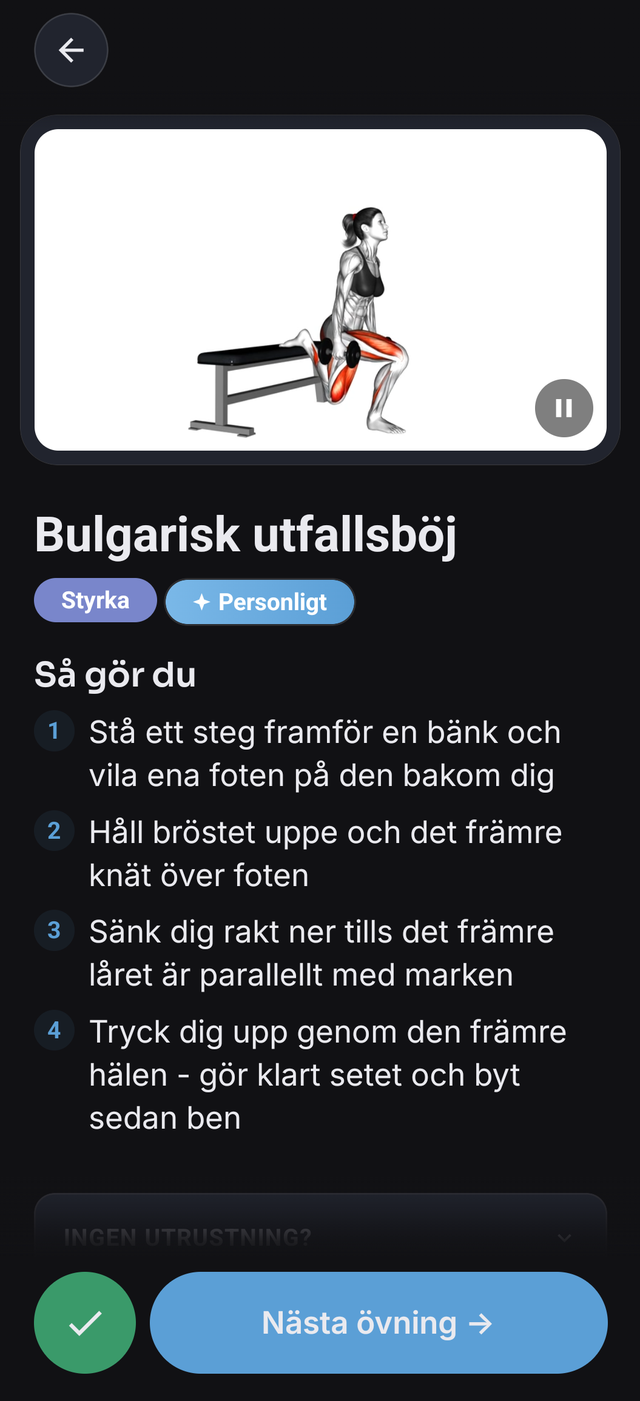 Bulgarisk utfallsböj
Styrka
Personligt
Så gör du
1
Stå ett steg framför en bänk och
vila ena foten på den bakom dig
2
Håll bröstet uppe och det främre
knät över foten
3
Sänk dig rakt ner tills det främre
låret är parallellt med marken
4
Tryck dig upp genom den främre
hälen - gör klart setet och byt
sedan ben
INGEN UTRUSTNING?
Nästa övning →